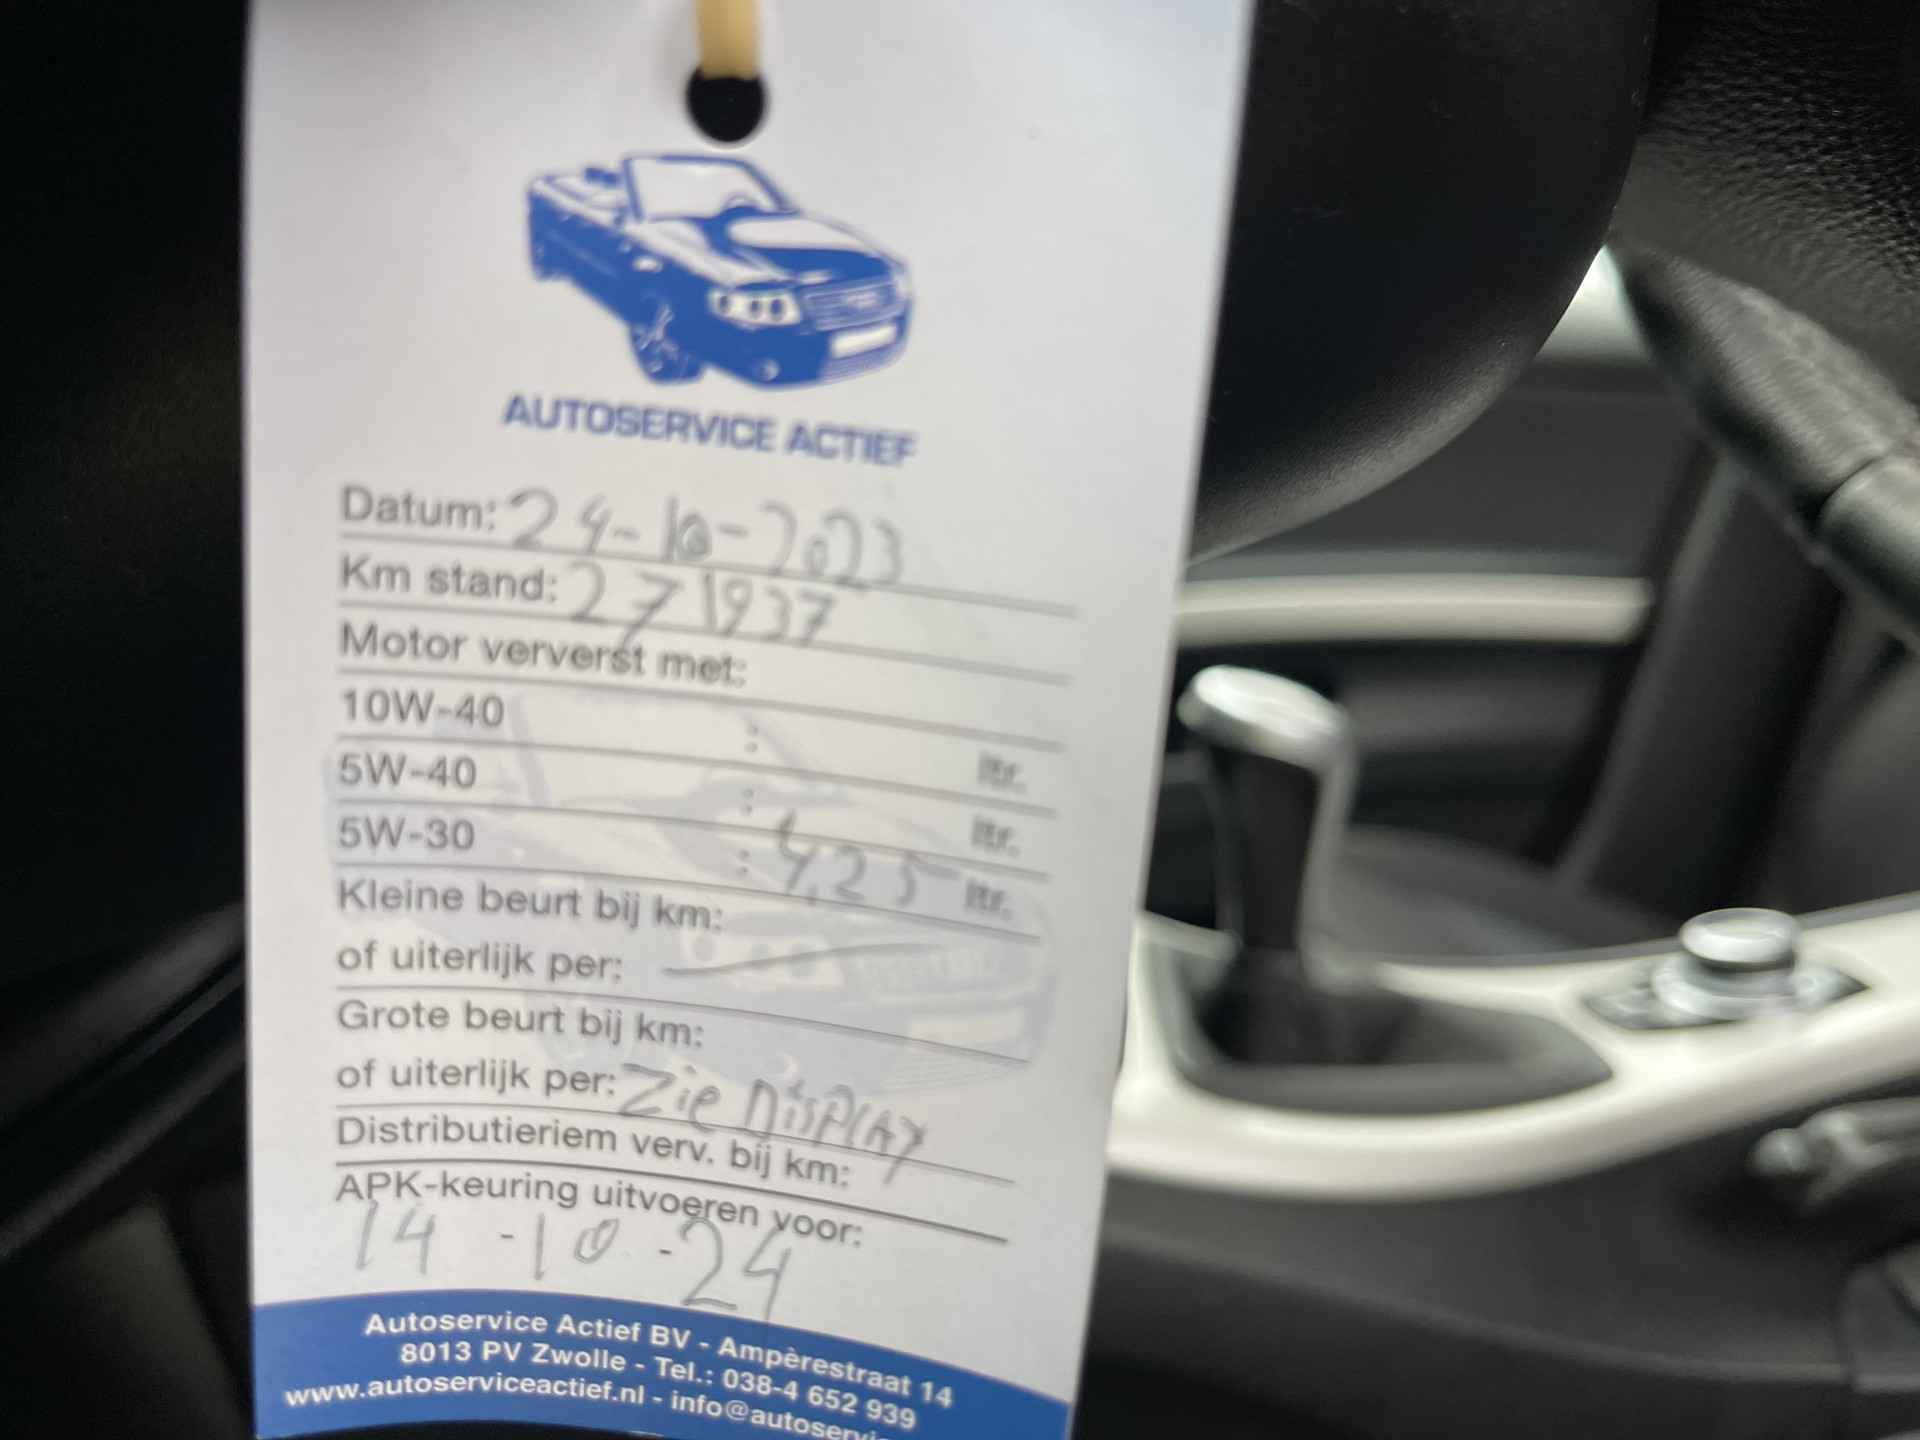 AUTOSERVICE ACTIEF
Datum: 24-10-2023
Km stand: 271937
Motor ververst met:
10W-40 : ltr.
5W-40 : ltr.
5W-30 : 4,25 ltr.
Kleine beurt bij km:
of uiterlijk per: —
Grote beurt bij km:
of uiterlijk per: Zie DISPLAY
Distributieriem verv. bij km:
APK-keuring uitvoeren voor:
14 -10 -24
Autoservice Actief BV - Ampèrestraat 14
8013 PV Zwolle - Tel.: 038-4 652 939
www.autoserviceactief.nl - info@autoservic